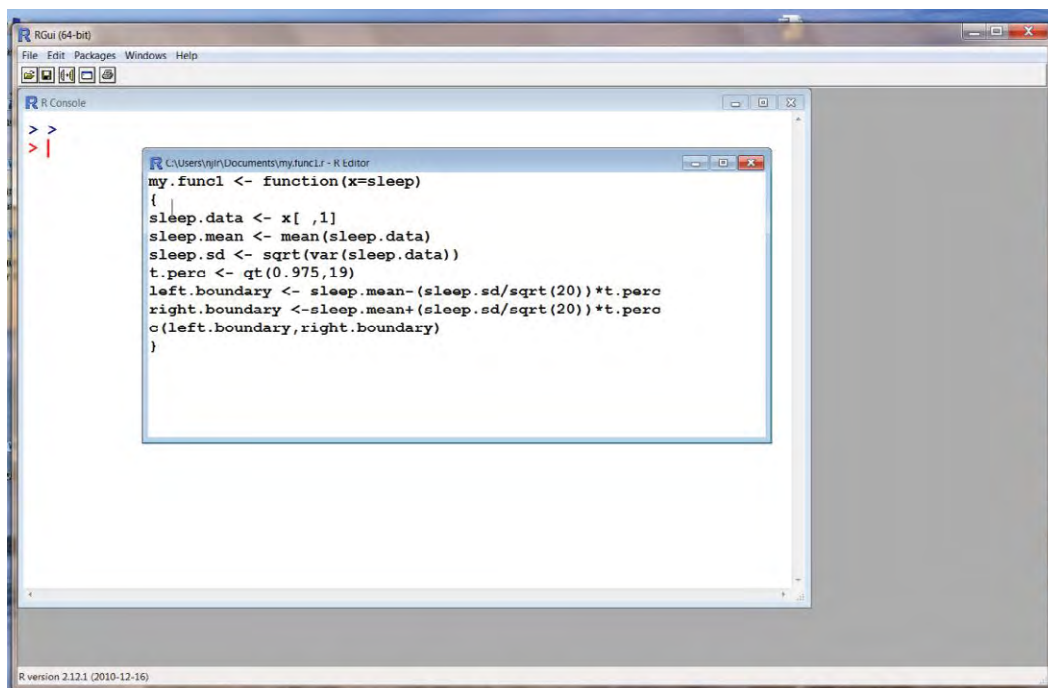 RGui (64-bit)
File Edit Packages Windows Help
R Console
> >
>
C:\Users\njlr\Documents\my.func1.r - R Editor
my.func1 <- function(x=sleep)
{
sleep.data <- x[ ,1]
sleep.mean <- mean(sleep.data)
sleep.sd <- sqrt(var(sleep.data))
t.perc <- qt(0.975,19)
left.boundary <- sleep.mean-(sleep.sd/sqrt(20))*t.perc
right.boundary <-sleep.mean+(sleep.sd/sqrt(20))*t.perc
c(left.boundary,right.boundary)
}
R version 2.12.1 (2010-12-16)